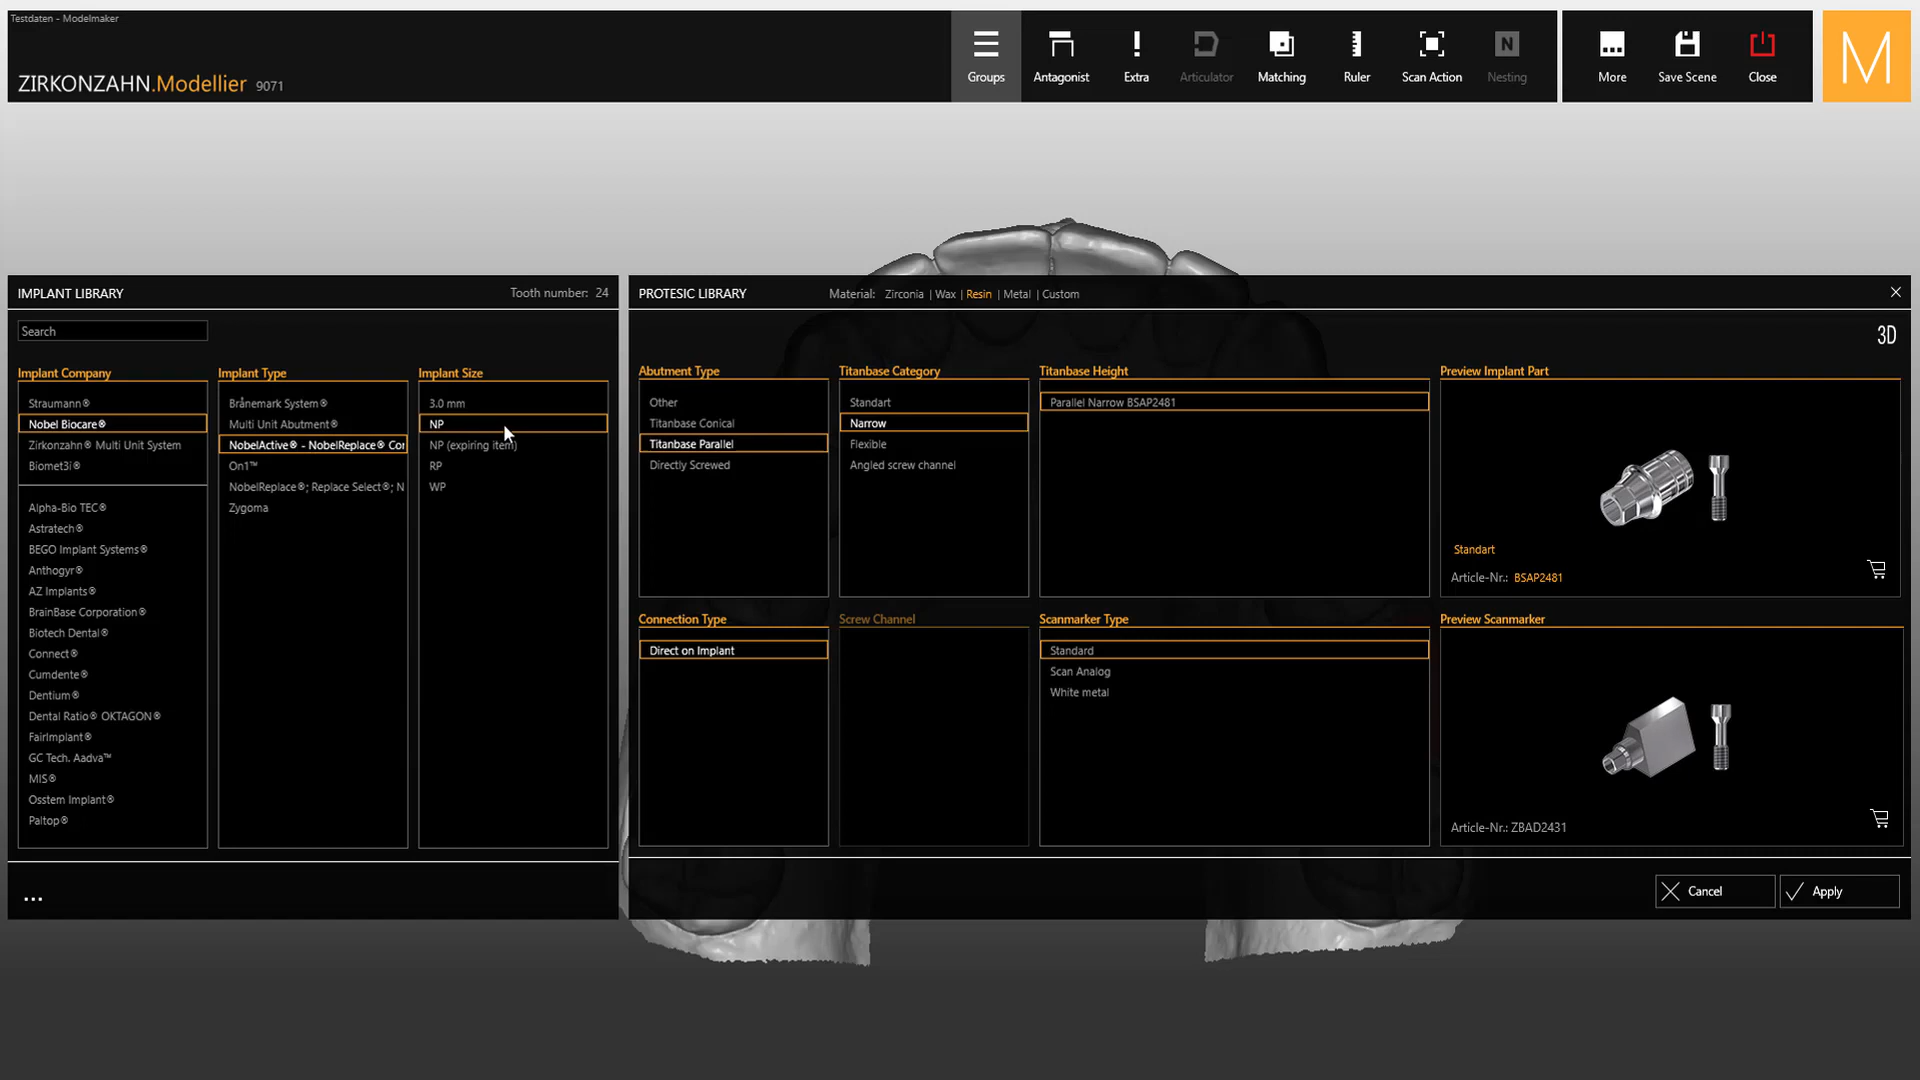 Testdaten - Modelmaker
ZIRKONZAHN.Modellier 9071
Groups
Antagonist
Extra
Articulator
Matching
Ruler
Scan Action
N
Nesting
More
Save Scene
Close
M
IMPLANT LIBRARY
Tooth number: 24
Search
Implant Company
Straumann®
Nobel Biocare®
Zirkonzahn® Multi Unit System
Biomet3i®
Alpha-Bio TEC®
Astratech®
BEGO Implant Systems®
Anthogyr®
AZ Implants®
BrainBase Corporation®
Biotech Dental®
Connect®
Cumdente®
Dentium®
Dental Ratio® OKTAGON®
FairImplant®
GC Tech. Aadva™
MIS®
Osstem Implant®
Paltop®
Implant Type
Brånemark System®
Multi Unit Abutment®
NobelActive® - NobelReplace® Cor
On1™
NobelReplace®; Replace Select®; N
Zygoma
Implant Size
3.0 mm
NP
NP (expiring item)
RP
WP
...
PROTESIC LIBRARY
Material: Zirconia | Wax | Resin | Metal | Custom
3D
Abutment Type
Other
Titanbase Conical
Titanbase Parallel
Directly Screwed
Titanbase Category
Standart
Narrow
Flexible
Angled screw channel
Titanbase Height
Parallel Narrow BSAP2481
Preview Implant Part
Standart
Article-Nr.: BSAP2481
Connection Type
Direct on Implant
Screw Channel
Scanmarker Type
Standard
Scan Analog
White metal
Preview Scanmarker
Article-Nr.: ZBAD2431
Cancel
Apply